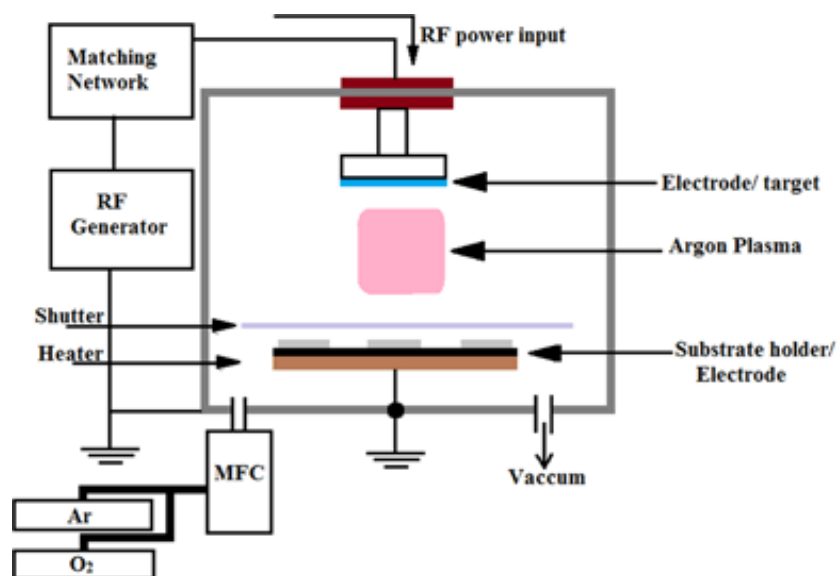 RF power input
Matching
Network
Electrode/ target
RF
Generator
Argon Plasma
Shutter
Heater
Substrate holder/
Electrode
MFC
Vaccum
Ar
O₂